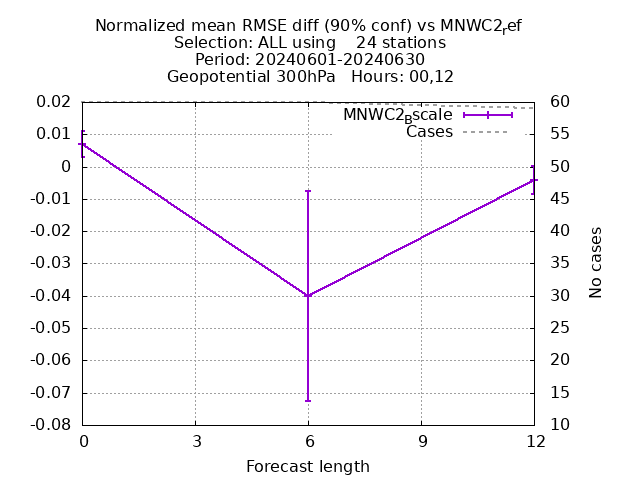 Normalized mean RMSE diff (90% conf) vs MNWC2ref
Selection: ALL using    24 stations
Period: 20240601-20240630
Geopotential 300hPa   Hours: 00,12
MNWC2Bscale
Cases
0.02
0.01
0
-0.01
-0.02
-0.03
-0.04
-0.05
-0.06
-0.07
-0.08
60
55
50
45
40
35
30
25
20
15
10
No cases
0 3 6 9 12
Forecast length